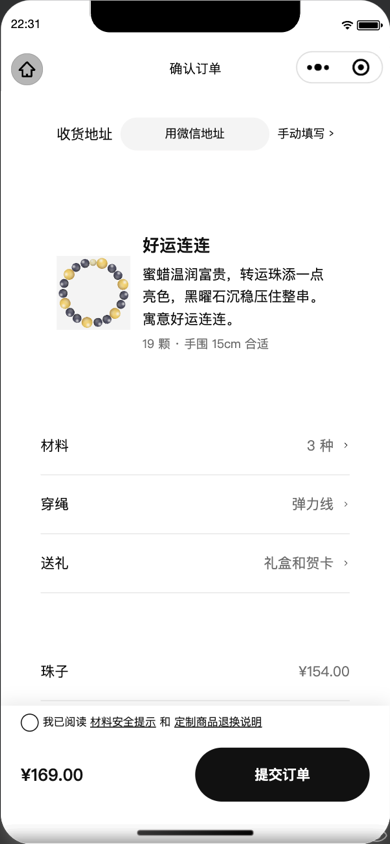 22:31
确认订单
收货地址
用微信地址
手动填写 >
好运连连
蜜蜡温润富贵，转运珠添一点
亮色，黑曜石沉稳压住整串。
寓意好运连连。
19 颗 · 手围 15cm 合适
材料
3 种 >
穿绳
弹力线 >
送礼
礼盒和贺卡 >
珠子
¥154.00
我已阅读 材料安全提示 和 定制商品退换说明
¥169.00
提交订单